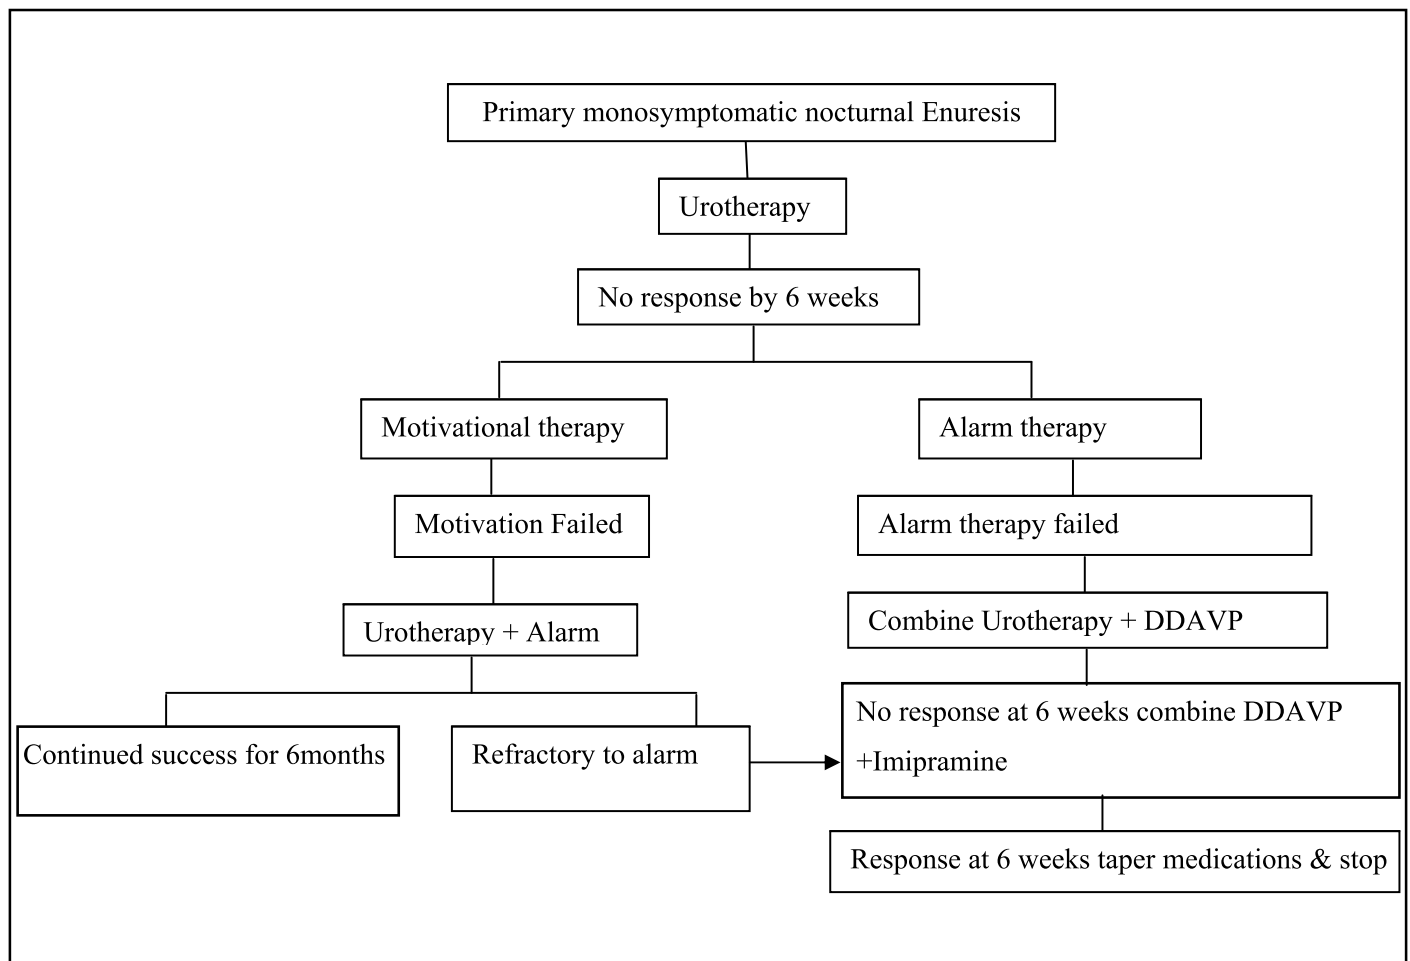 Primary monosymptomatic nocturnal Enuresis
Urotherapy
No response by 6 weeks
Motivational therapy
Alarm therapy
Motivation Failed
Alarm therapy failed
Urotherapy + Alarm
Combine Urotherapy + DDAVP
Continued success for 6months
Refractory to alarm
No response at 6 weeks combine DDAVP
+Imipramine
Response at 6 weeks taper medications & stop